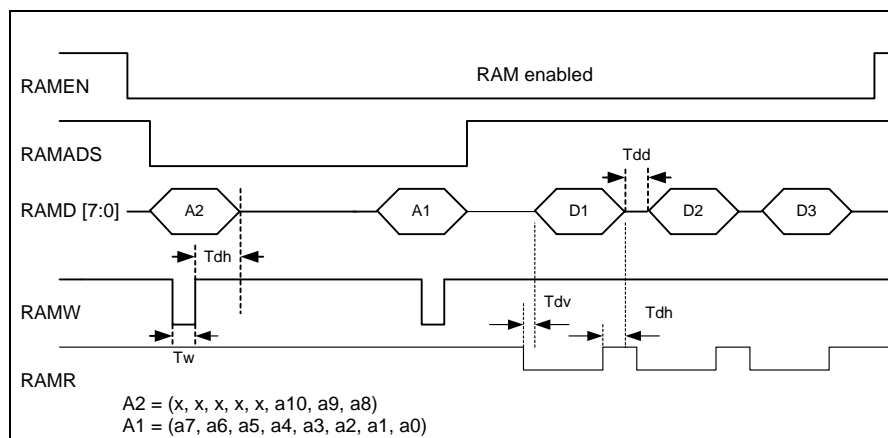 RAMEN
RAM enabled
RAMADS
Tdd
RAMD [7:0]
A2
A1
D1
D2
D3
Tdh
RAMW
Tdv
Tdh
Tw
RAMR
A2 = (x, x, x, x, x, a10, a9, a8)
A1 = (a7, a6, a5, a4, a3, a2, a1, a0)